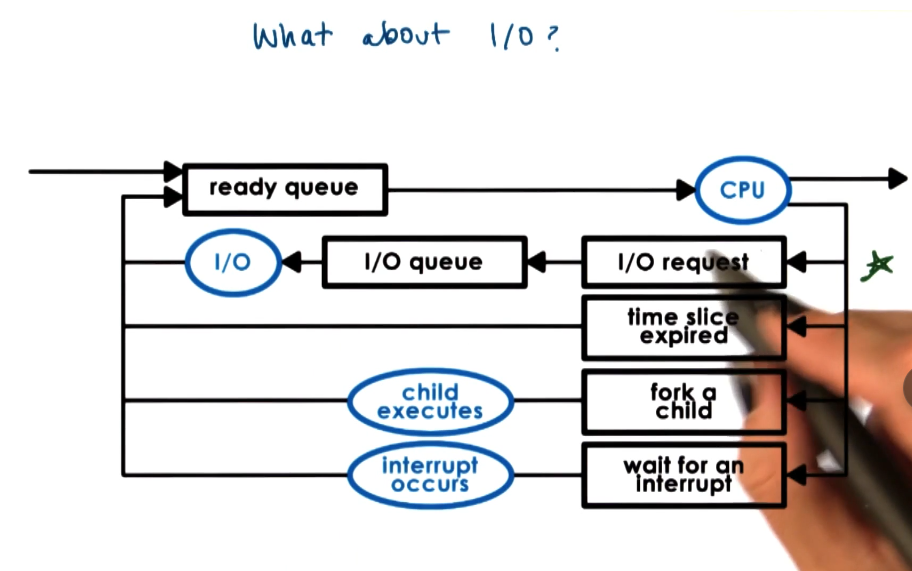 What about I/O?
ready queue
CPU
I/O
I/O queue
I/O request
time slice
expired
child
executes
fork a
child
interrupt
occurs
wait for an
interrupt